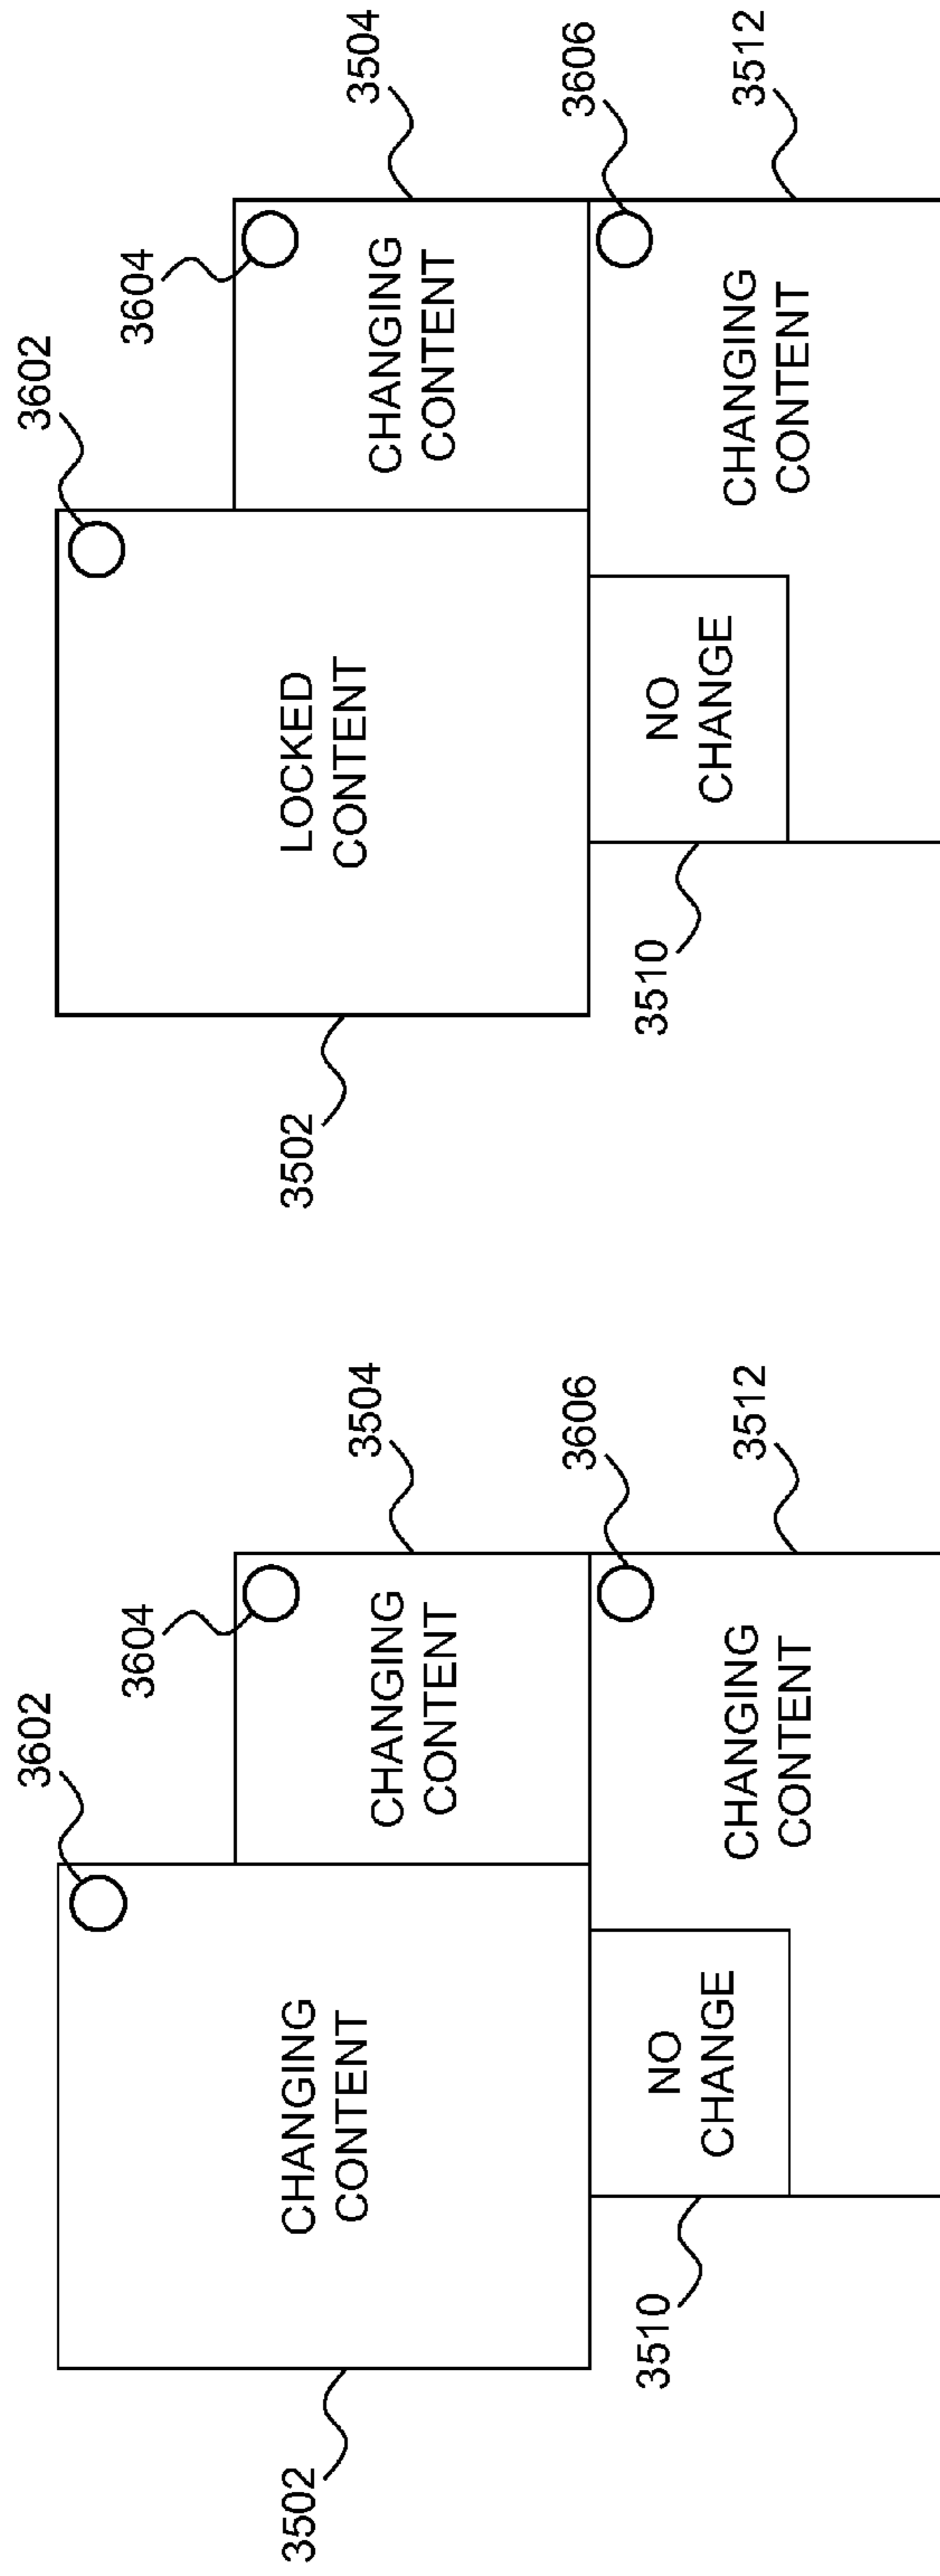 3602
3604
3504
CHANGING
CONTENT
CHANGING
CONTENT
3502
3606
NO
CHANGE
3510
CHANGING
CONTENT
3512
3602
3604
3504
LOCKED
CONTENT
CHANGING
CONTENT
3502
3606
NO
CHANGE
3510
CHANGING
CONTENT
3512